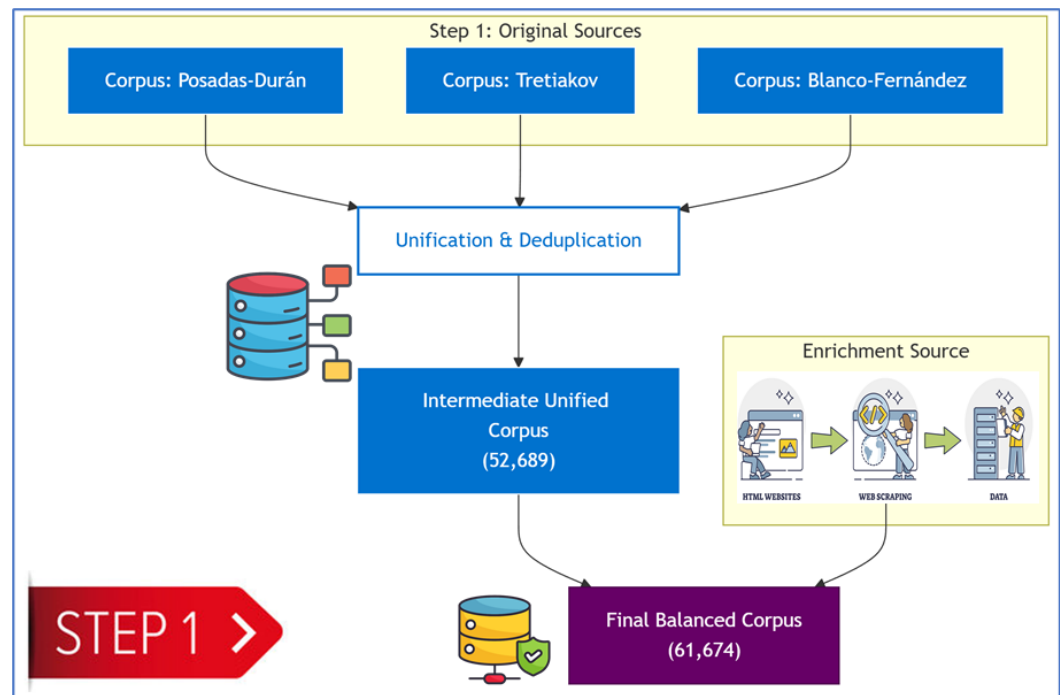 Step 1: Original Sources
Corpus: Posadas-Durán
Corpus: Tretiakov
Corpus: Blanco-Fernández
Unification & Deduplication
Intermediate Unified
Corpus
(52,689)
Enrichment Source
HTML WEBSITES
WEB SCRAPING
DATA
Final Balanced Corpus
(61,674)
STEP 1